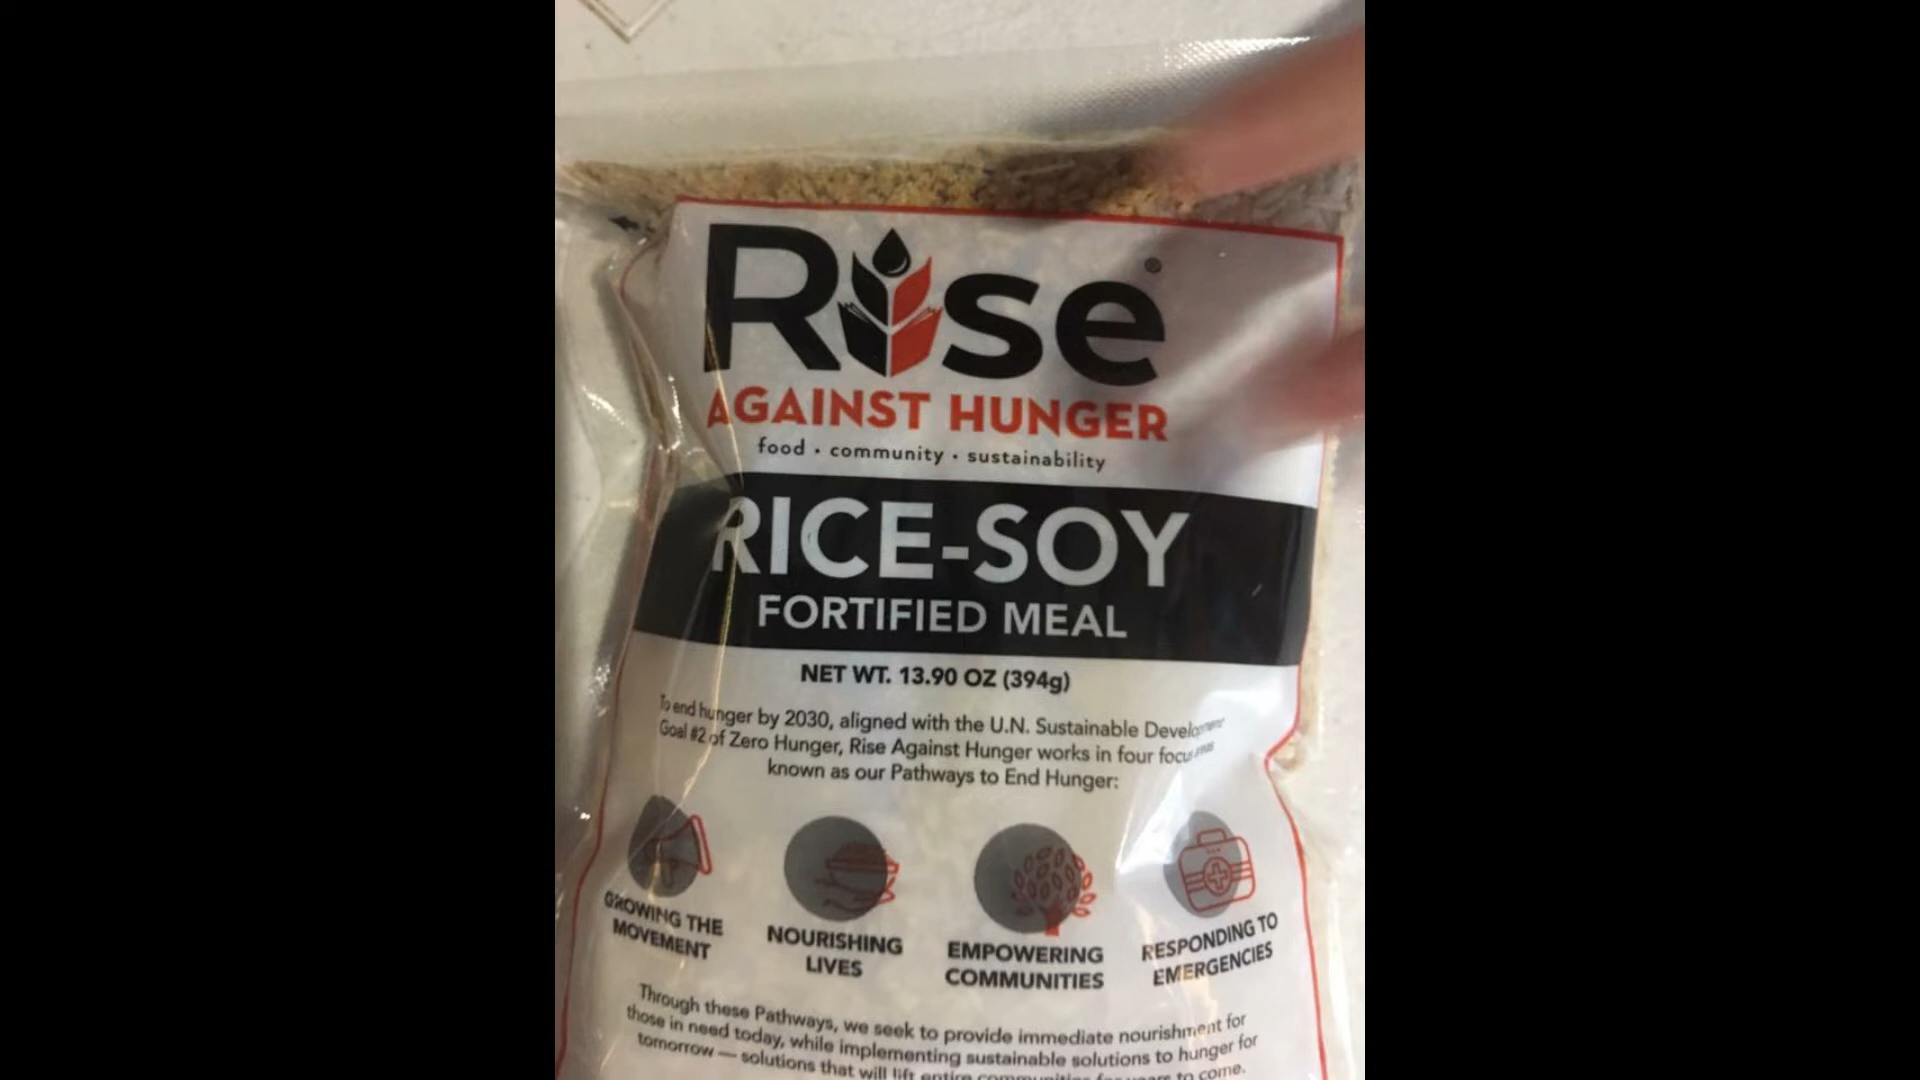 Rise®
AGAINST HUNGER
food • community • sustainability
RICE-SOY
FORTIFIED MEAL
NET WT. 13.90 OZ (394g)
To end hunger by 2030, aligned with the U.N. Sustainable Development
Goal #2 of Zero Hunger, Rise Against Hunger works in four focus areas
known as our Pathways to End Hunger:
GROWING THE
MOVEMENT
NOURISHING
LIVES
EMPOWERING
COMMUNITIES
RESPONDING TO
EMERGENCIES
Through these Pathways, we seek to provide immediate nourishment for
those in need today, while implementing sustainable solutions to hunger for
tomorrow — solutions that will lift entire communities for years to come.